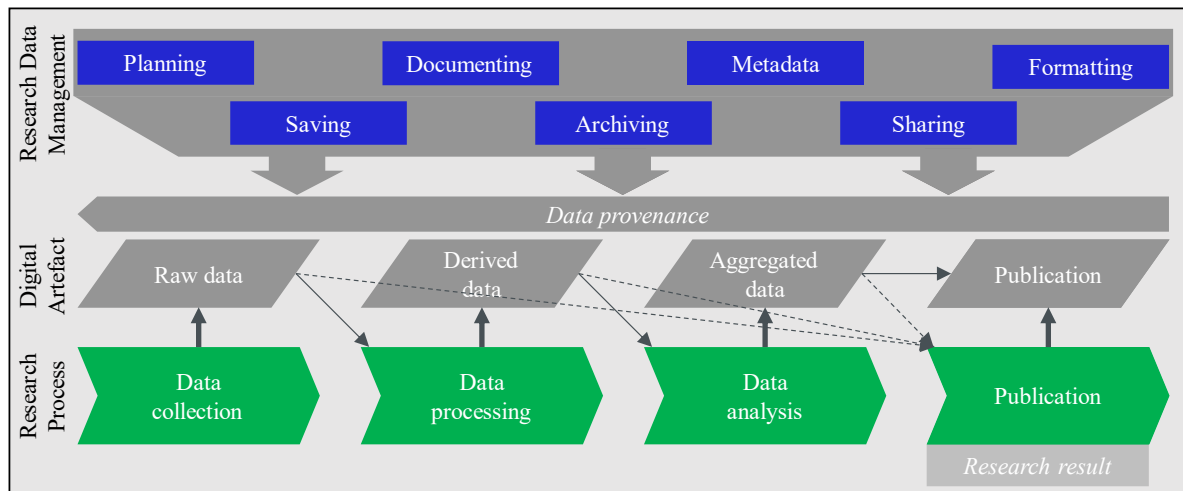 Research Data
Management
Planning
Documenting
Metadata
Formatting
Saving
Archiving
Sharing
Data provenance
Digital
Artefact
Raw data
Derived
data
Aggregated
data
Publication
Research
Process
Data
collection
Data
processing
Data
analysis
Publication
Research result